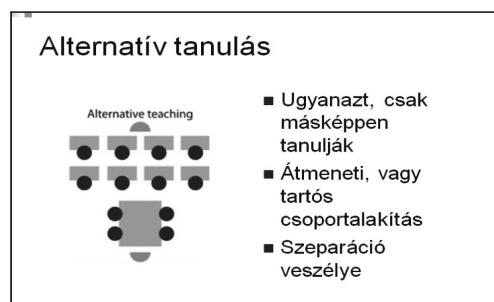 Alternatív tanulás
Alternative teaching
■ Ugyanazt, csak
másképpen
tanulják
■ Átmeneti, vagy
tartós
csoportalakítás
■ Szeparáció
veszélye